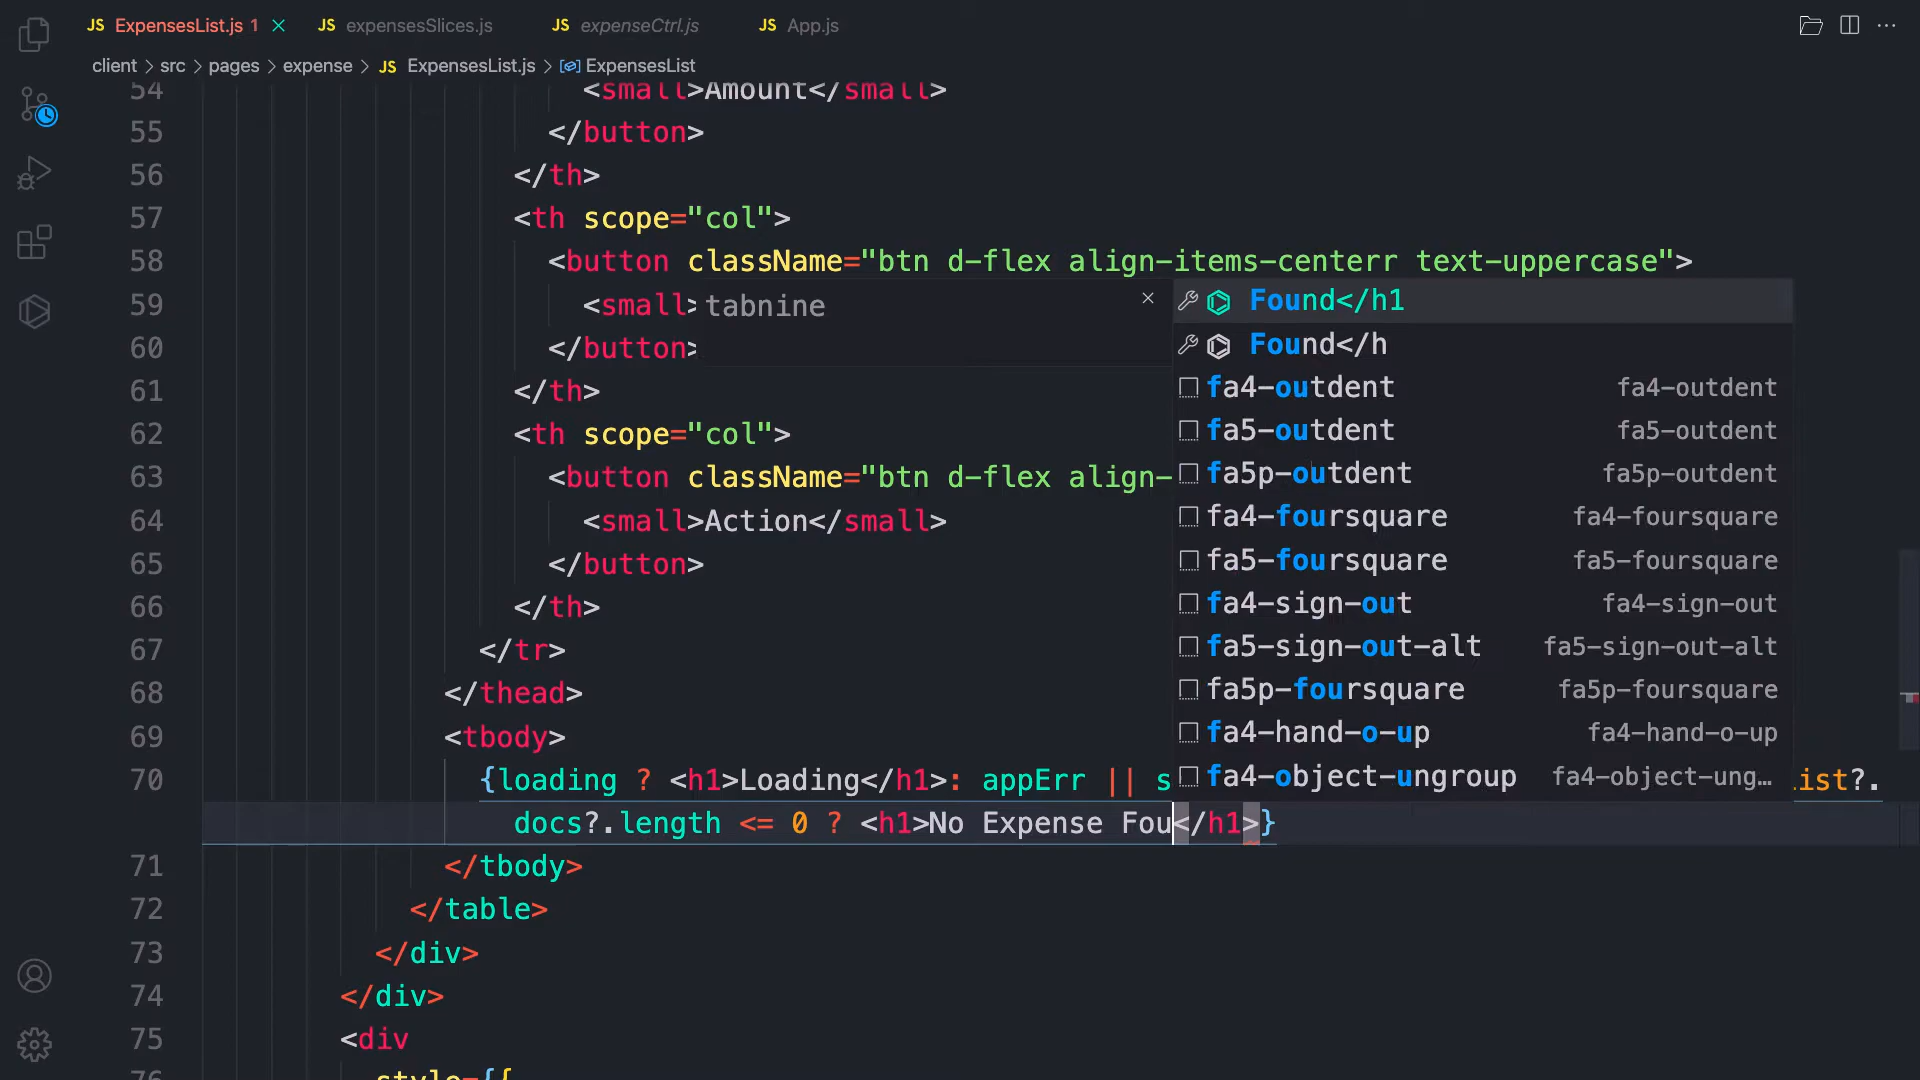 JS ExpensesList.js 1 × JS expensesSlices.js JS expenseCtrl.js JS App.js ...
client > src > pages > expense > JS ExpensesList.js > ExpensesList
54 <small>Amount</small>
55 </button>
56 </th>
57 <th scope="col">
58 <button className="btn d-flex align-items-centerr text-uppercase">
59 <small> tabnine × Found</h1
60 </button> Found</h
61 </th> fa4-outdent fa4-outdent
fa5-outdent fa5-outdent
62 <th scope="col">
fa5p-outdent fa5p-outdent
63 <button className="btn d-flex align-
64 <small>Action</small> fa4-foursquare fa4-foursquare
65 </button> fa5-foursquare fa5-foursquare
66 </th> fa4-sign-out fa4-sign-out
67 </tr> fa5-sign-out-alt fa5-sign-out-alt
68 </thead> fa5p-foursquare fa5p-foursquare
69 <tbody> fa4-hand-o-up fa4-hand-o-up
fa4-object-ungroup fa4-object-ung…
70 {loading ? <h1>Loading</h1>: appErr || s ist?.
docs?.length <= 0 ? <h1>No Expense Fou</h1>}
71 </tbody>
72 </table>
73 </div>
74 </div>
75 <div
76 style={{